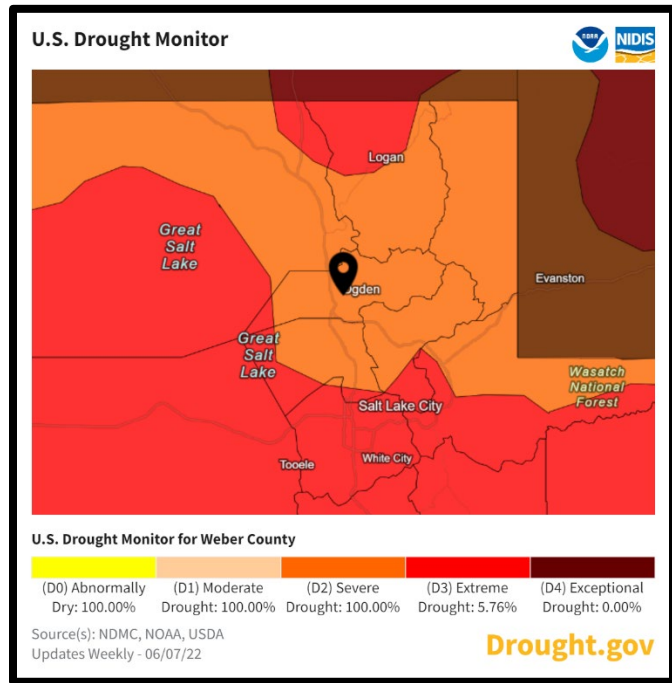 U.S. Drought Monitor
NOAA
NIDIS
Logan
Great
Salt
Lake
Ogden
Evanston
Great
Salt
Lake
Wasatch
National
Forest
Salt Lake City
White City
Tooele
U.S. Drought Monitor for Weber County
(D0) Abnormally
Dry: 100.00%
(D1) Moderate
Drought: 100.00%
(D2) Severe
Drought: 100.00%
(D3) Extreme
Drought: 5.76%
(D4) Exceptional
Drought: 0.00%
Source(s): NDMC, NOAA, USDA
Updates Weekly - 06/07/22
Drought.gov